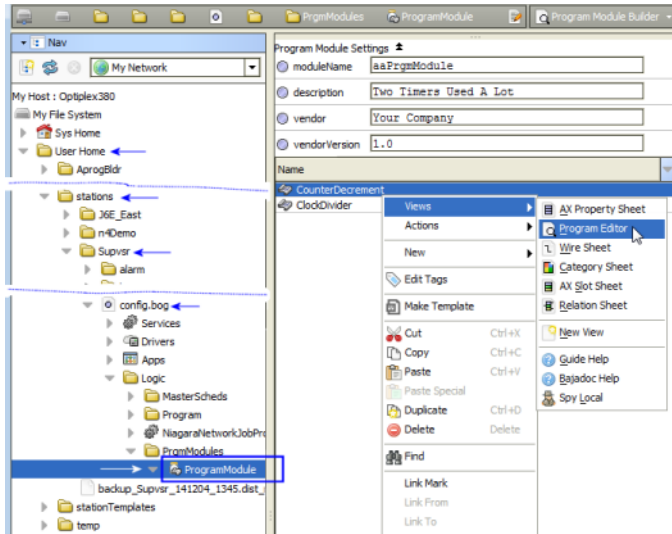 PrgmModules
ProgramModule
Program Module Builder
Nav
My Network
My Host : Optiplex380
My File System
Sys Home
User Home
AprogBldr
stations
J6E_East
n4Demo
Supvsr
alarm
config.bog
Services
Drivers
Apps
Logic
MasterScheds
Program
NiagaraNetworkJobPro
PrgmModules
ProgramModule
backup_Supvsr_141204_1345.dist_
stationTemplates
temp
Program Module Settings
moduleName aaPrgmModule
description Two Timers Used A Lot
vendor Your Company
vendorVersion 1.0
Name
CounterDecrement
ClockDivider
Views
Actions
New
Edit Tags
Make Template
Cut Ctrl+X
Copy Ctrl+C
Paste Ctrl+V
Paste Special
Duplicate Ctrl+D
Delete Delete
Find
Link Mark
Link From
Link To
AX Property Sheet
Program Editor
Wire Sheet
Category Sheet
AX Slot Sheet
Relation Sheet
New View
Guide Help
Bajadoc Help
Spy Local